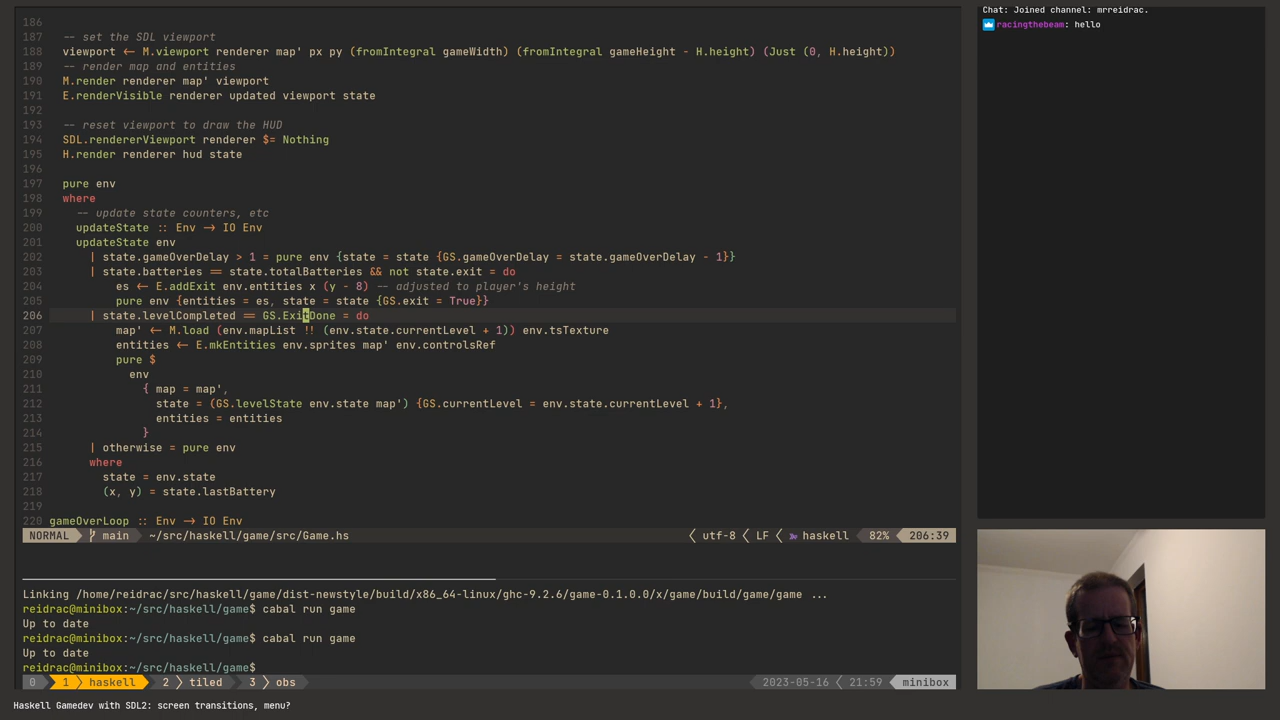 186
187 -- set the SDL viewport
188 viewport <- M.viewport renderer map' px py (fromIntegral gameWidth) (fromIntegral gameHeight - H.height) (Just (0, H.height))
189 -- render map and entities
190 M.render renderer map' viewport
191 E.renderVisible renderer updated viewport state
192
193 -- reset viewport to draw the HUD
194 SDL.rendererViewport renderer $= Nothing
195 H.render renderer hud state
196
197 pure env
198 where
199 -- update state counters, etc
200 updateState :: Env -> IO Env
201 updateState env
202 | state.gameOverDelay > 1 = pure env {state = state {GS.gameOverDelay = state.gameOverDelay - 1}}
203 | state.batteries == state.totalBatteries && not state.exit = do
204 es <- E.addExit env.entities x (y - 8) -- adjusted to player's height
205 pure env {entities = es, state = state {GS.exit = True}}
206 | state.levelCompleted == GS.ExitDone = do
207 map' <- M.load (env.mapList !! (env.state.currentLevel + 1)) env.tsTexture
208 entities <- E.mkEntities env.sprites map' env.controlsRef
209 pure $
210 env
211 { map = map',
212 state = (GS.levelState env.state map') {GS.currentLevel = env.state.currentLevel + 1},
213 entities = entities
214 }
215 | otherwise = pure env
216 where
217 state = env.state
218 (x, y) = state.lastBattery
219
220 gameOverLoop :: Env -> IO Env
NORMAL main ~/src/haskell/game/src/Game.hs utf-8 LF haskell 82% 206:39
Linking /home/reidrac/src/haskell/game/dist-newstyle/build/x86_64-linux/ghc-9.2.6/game-0.1.0.0/x/game/build/game/game ...
reidrac@minibox:~/src/haskell/game$ cabal run game
Up to date
reidrac@minibox:~/src/haskell/game$ cabal run game
Up to date
reidrac@minibox:~/src/haskell/game$
0 1 haskell 2 tiled 3 obs 2023-05-16 21:59 minibox
Haskell Gamedev with SDL2: screen transitions, menu?
Chat: Joined channel: mrreidrac.
racingthebeam: hello